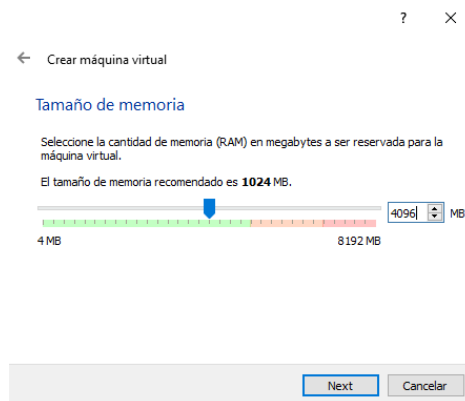 ?
Crear máquina virtual
Tamaño de memoria
Seleccione la cantidad de memoria (RAM) en megabytes a ser reservada para la
máquina virtual.
El tamaño de memoria recomendado es 1024 MB.
4096 MB
4 MB 8192 MB
Next Cancelar